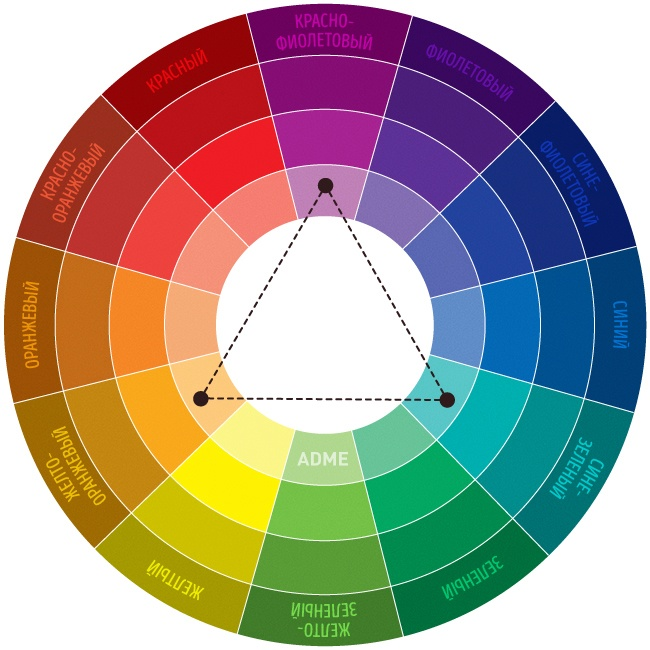 КРАСНО-
ФИОЛЕТОВЫЙ
ФИОЛЕТОВЫЙ
СИНЕ-
ФИОЛЕТОВЫЙ
СИНИЙ
СИНЕ-
ЗЕЛЕНЫЙ
ЗЕЛЕНЫЙ
ЖЕЛТО-
ЗЕЛЕНЫЙ
ЖЕЛТЫЙ
ЖЕЛТО-
ОРАНЖЕВЫЙ
ОРАНЖЕВЫЙ
КРАСНО-
ОРАНЖЕВЫЙ
КРАСНЫЙ
ADME